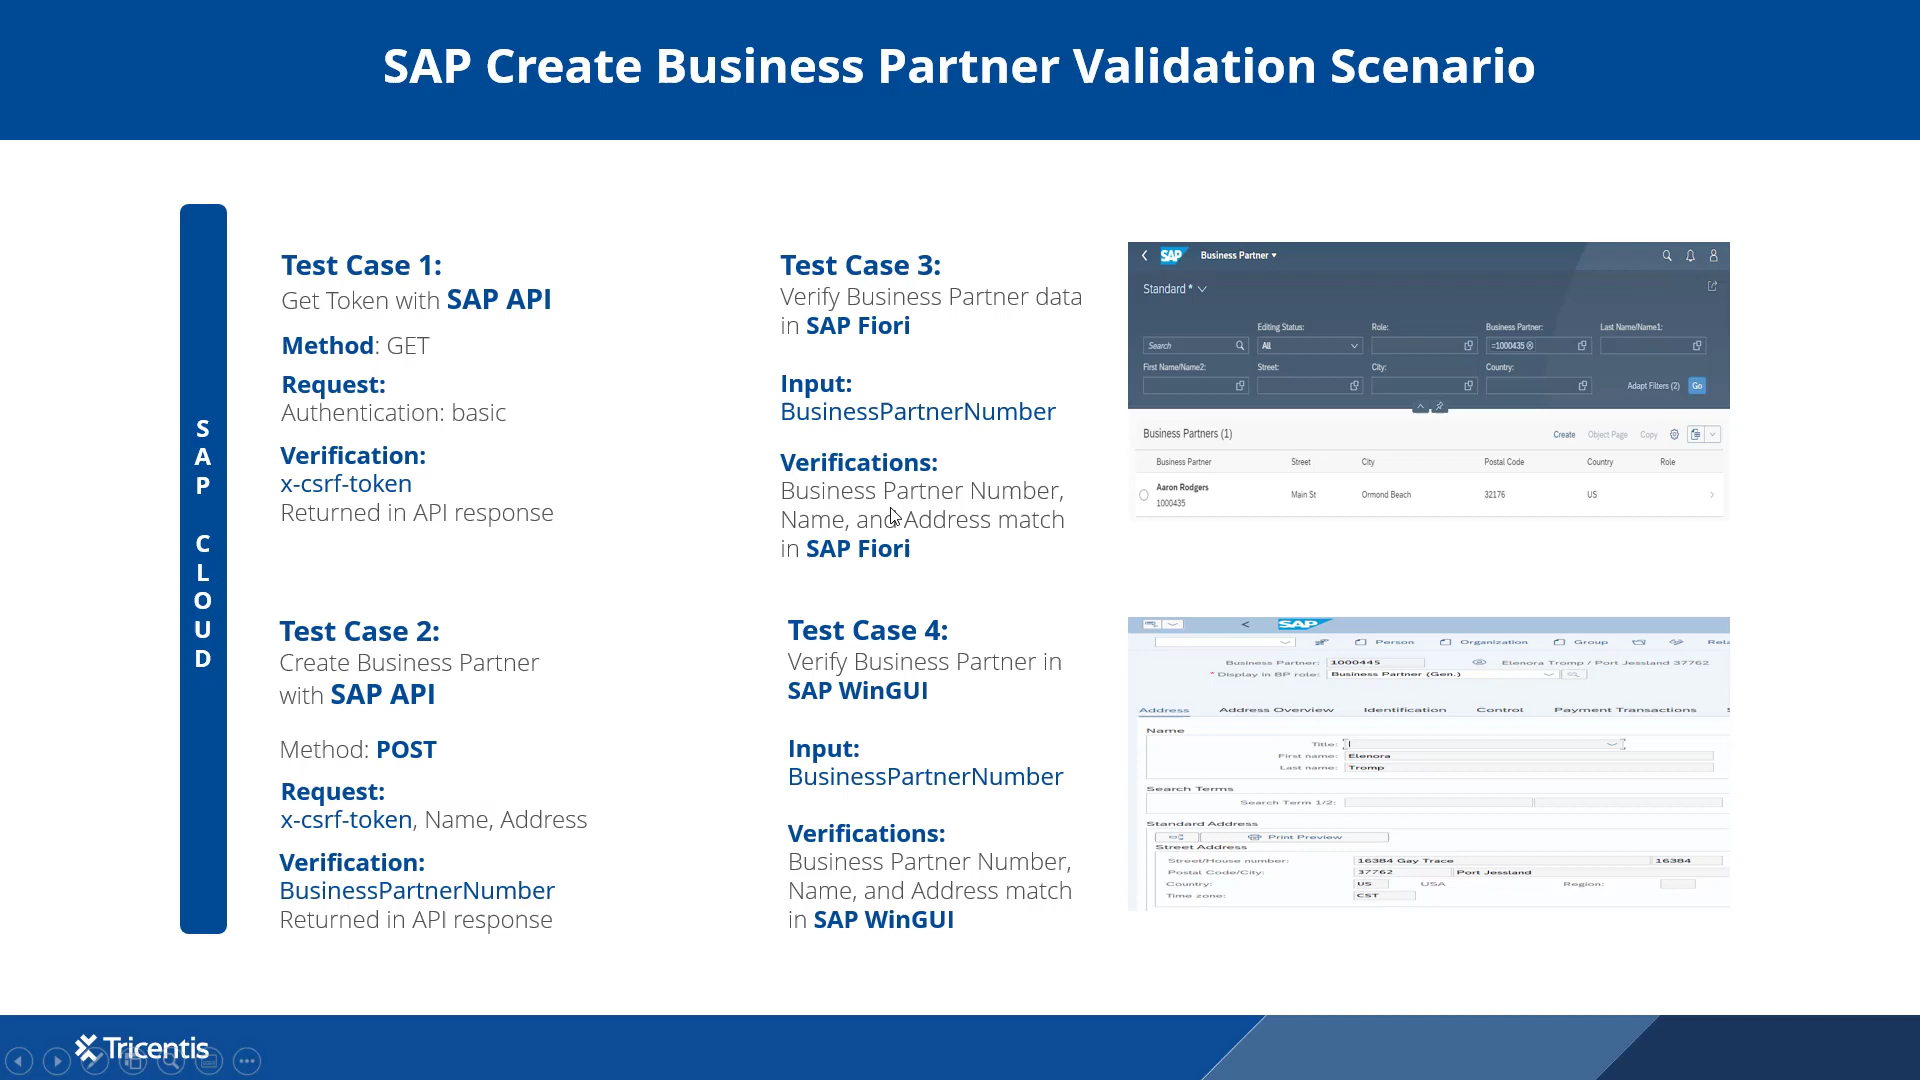 SAP Create Business Partner Validation Scenario
SAP CLOUD
Test Case 1:
Get Token with SAP API
Method: GET
Request:
Authentication: basic
Verification:
x-csrf-token
Returned in API response
Test Case 2:
Create Business Partner
with SAP API
Method: POST
Request:
x-csrf-token, Name, Address
Verification:
BusinessPartnerNumber
Returned in API response
Test Case 3:
Verify Business Partner data
in SAP Fiori
Input:
BusinessPartnerNumber
Verifications:
Business Partner Number,
Name, and Address match
in SAP Fiori
Test Case 4:
Verify Business Partner in
SAP WinGUI
Input:
BusinessPartnerNumber
Verifications:
Business Partner Number,
Name, and Address match
in SAP WinGUI
SAP Business Partner
Standard *
Editing Status: Role: Business Partner: Last Name/Name1:
Search All =1000435
First Name/Name2: Street: City: Country:
Adapt Filters (2) Go
Business Partners (1) Create Object Page Copy
Business Partner Street City Postal Code Country Role
Aaron Rodgers Main St Ormond Beach 32176 US
1000435
SAP
Person Organization Group Rela
Business Partner: 1000445 Elenora Tromp / Port Jessland 37762
* Display in BP role: Business Partner (Gen.)
Address Address Overview Identification Control Payment Transactions
Name
Title:
First name: Elenora
Last name: Tromp
Search Terms
Search Term 1/2:
Standard Address
Print Preview
Street Address
Street/House number: 16384 Gay Trace 16384
Postal Code/City: 37762 Port Jessland
Country: US USA Region:
Time zone: CST
Tricentis